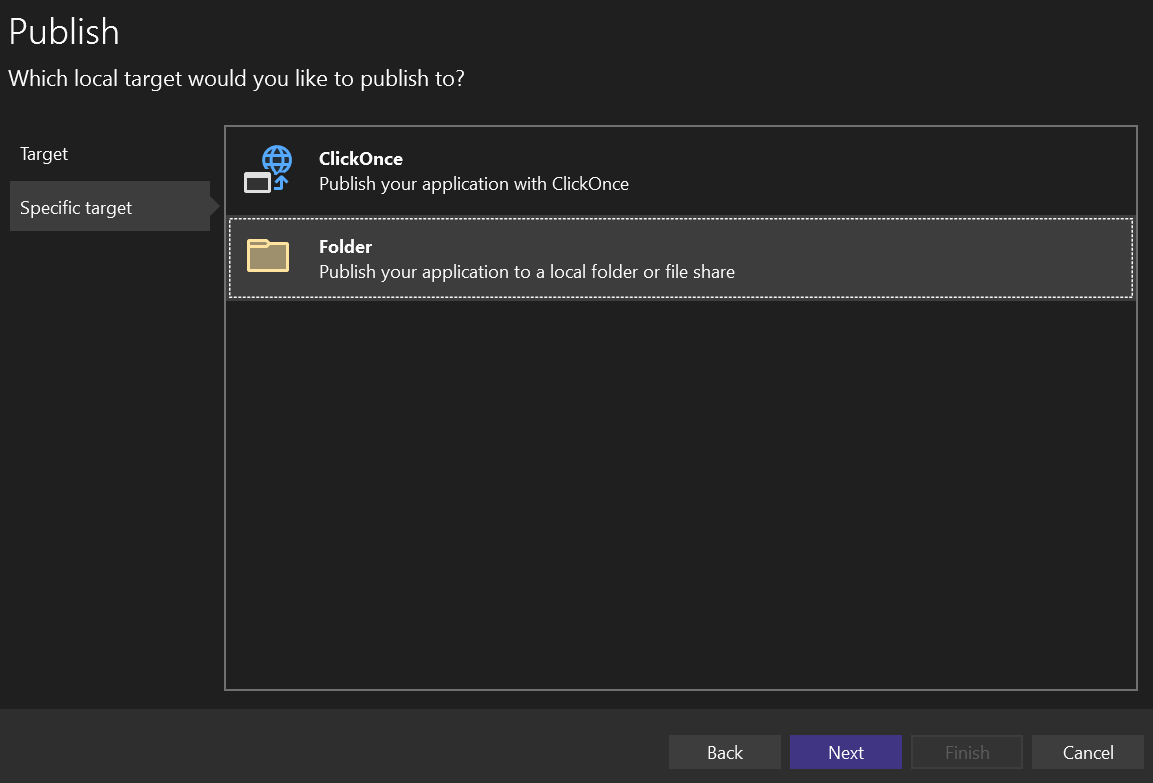 Publish
Which local target would you like to publish to?
Target
Specific target
ClickOnce
Publish your application with ClickOnce
Folder
Publish your application to a local folder or file share
Back
Next
Finish
Cancel